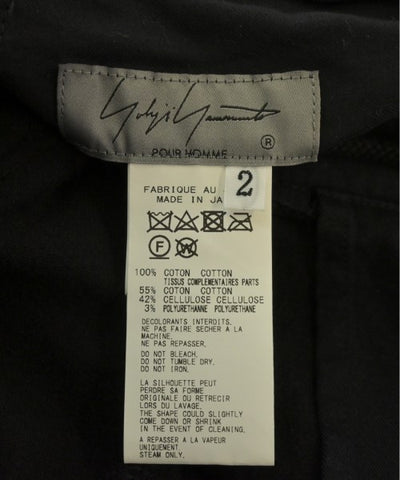 Yohji Yamamoto
®
POUR HOMME
2
FABRIQUE AU
MADE IN JA
F W
100% COTON COTTON
TISSUS COMPLEMENTAIRES PARTS
55% COTON COTTON
42% CELLULOSE CELLULOSE
3% POLYURETHANNE POLYURETHANE
DECOLORANTS INTERDITS.
NE PAS FAIRE SECHER A LA
MACHINE.
NE PAS REPASSER.
DO NOT BLEACH.
DO NOT TUMBLE DRY.
DO NOT IRON.
LA SILHOUETTE PEUT
PERDRE SA FORME
ORIGINALE OU RETRECIR
LORS DU LAVAGE.
THE SHAPE COULD SLIGHTLY
COME DOWN OR SHRINK
IN THE EVENT OF CLEANING.
A REPASSER A LA VAPEUR
UNIQUEMENT.
STEAM ONLY.